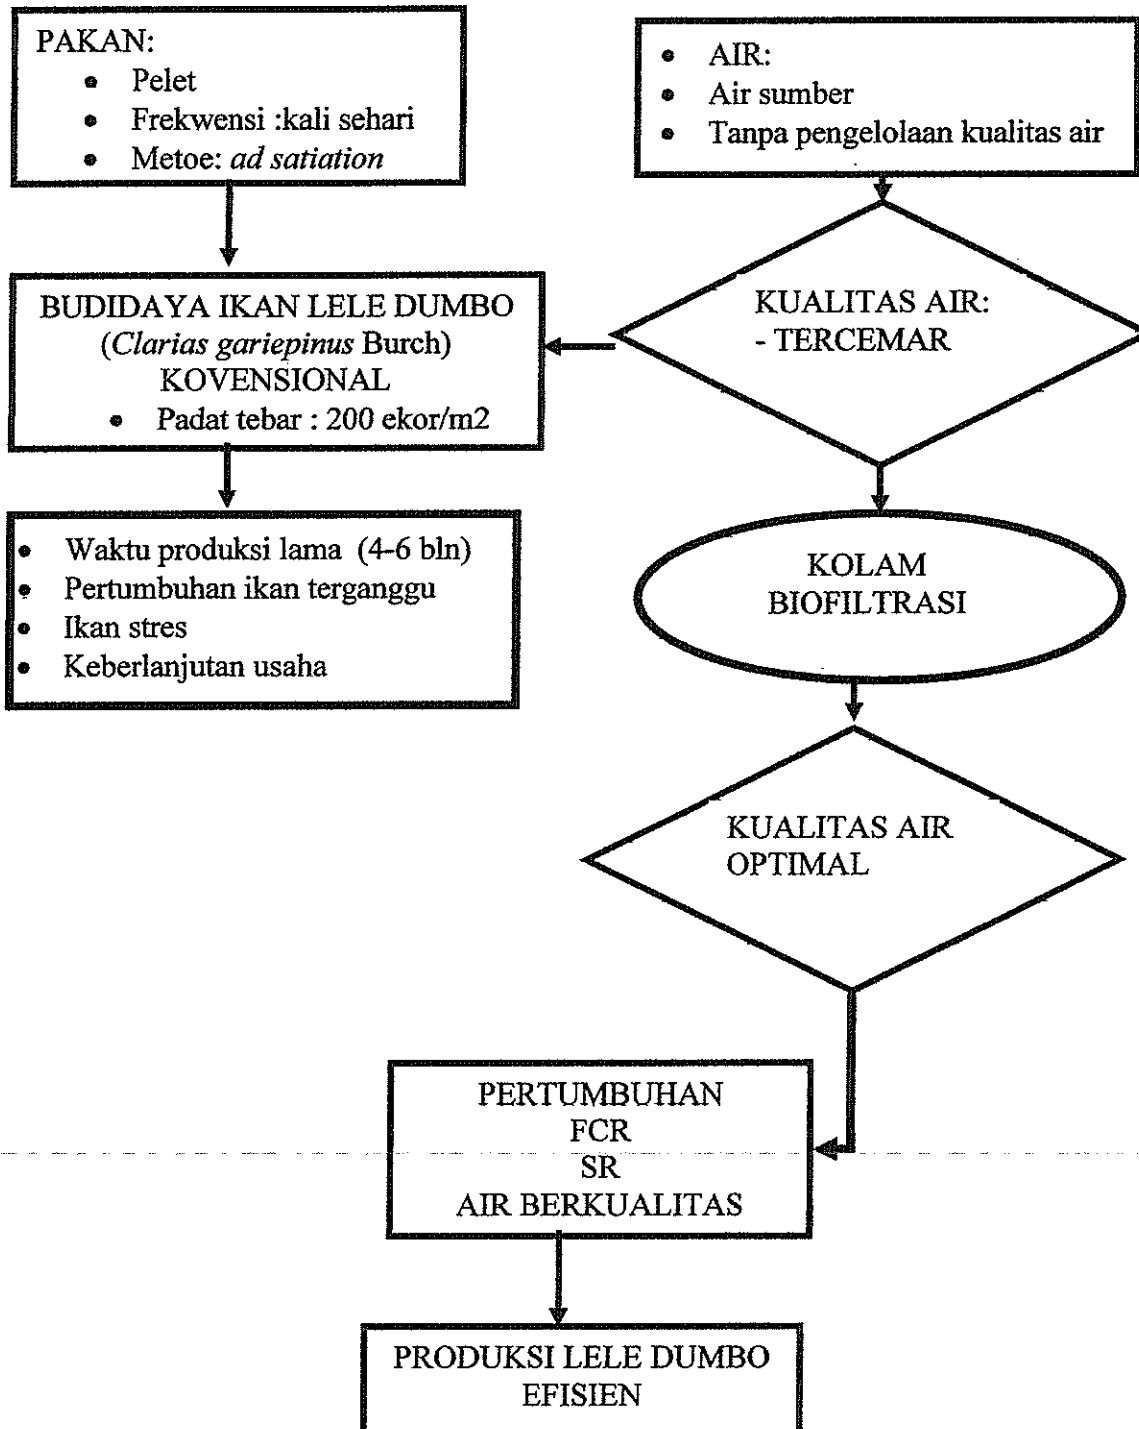 PAKAN:
• Pelet
• Frekwensi :kali sehari
• Metoe: ad satiation
• AIR:
• Air sumber
• Tanpa pengelolaan kualitas air
BUDIDAYA IKAN LELE DUMBO
(Clarias gariepinus Burch)
KOVENSIONAL
• Padat tebar : 200 ekor/m2
KUALITAS AIR:
- TERCEMAR
• Waktu produksi lama (4-6 bln)
• Pertumbuhan ikan terganggu
• Ikan stres
• Keberlanjutan usaha
KOLAM
BIOFILTRASI
KUALITAS AIR
OPTIMAL
PERTUMBUHAN
FCR
SR
AIR BERKUALITAS
PRODUKSI LELE DUMBO
EFISIEN